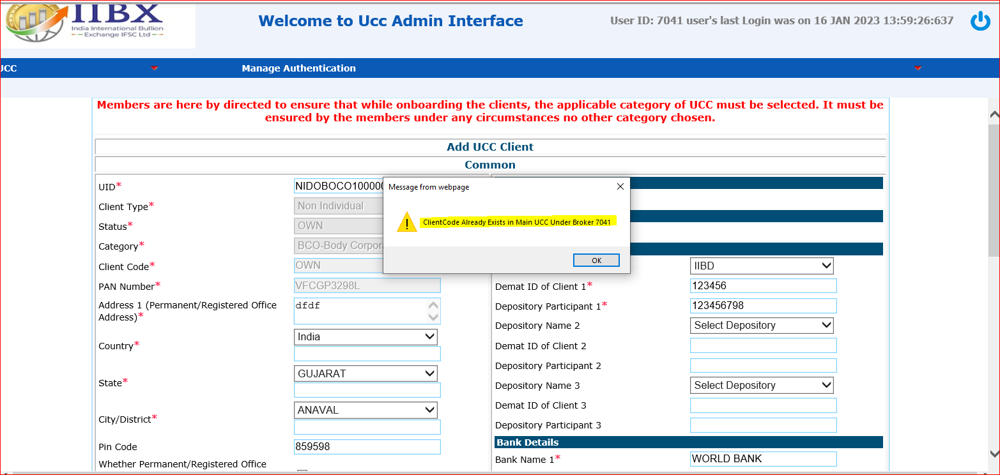 IIBX
India International Bullion
Exchange IFSC Ltd
Welcome to Ucc Admin Interface
User ID: 7041 user's last Login was on 16 JAN 2023 13:59:26:637
UCC
Manage Authentication
Members are here by directed to ensure that while onboarding the clients, the applicable category of UCC must be selected. It must be
ensured by the members under any circumstances no other category chosen.
Add UCC Client
Common
UID* NIDOBOCO10000
Client Type* Non Individual
Status* OWN
Category* BCO-Body Corpor
Client Code* OWN
PAN Number* VFCGP3298L
Address 1 (Permanent/Registered Office
Address)* dfdf
Country* India
State* GUJARAT
City/District* ANAVAL
Pin Code 859598
Whether Permanent/Registered Office
Message from webpage
ClientCode Already Exists in Main UCC Under Broker 7041
OK
IIBD
Demat ID of Client 1* 123456
Depository Participant 1* 123456798
Depository Name 2 Select Depository
Demat ID of Client 2
Depository Participant 2
Depository Name 3 Select Depository
Demat ID of Client 3
Depository Participant 3
Bank Details
Bank Name 1* WORLD BANK